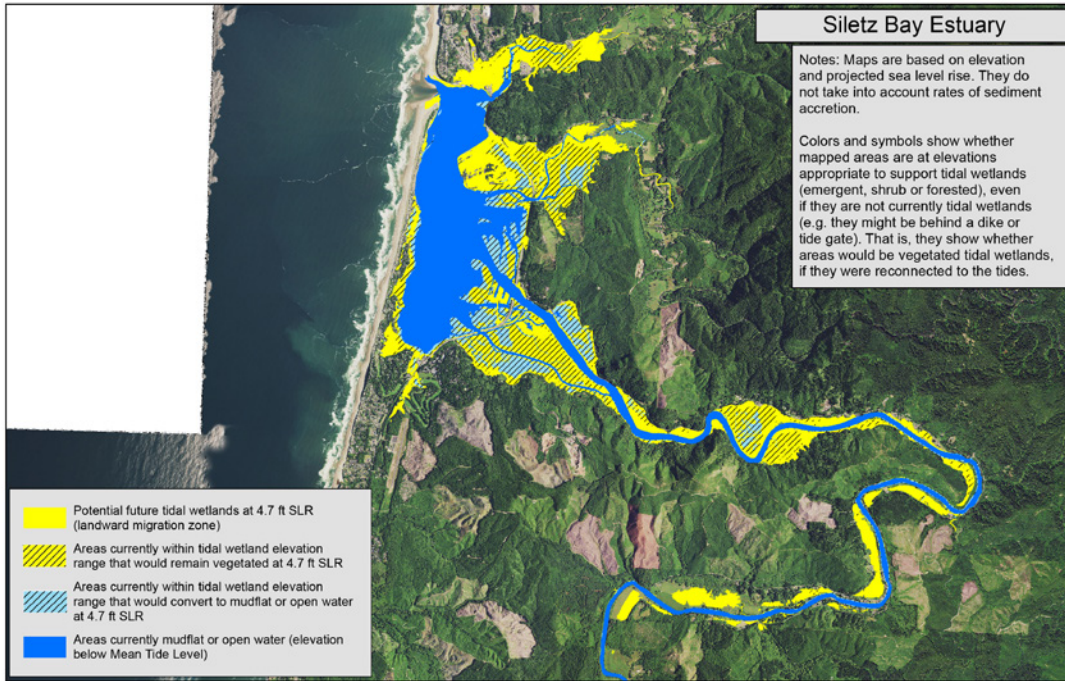 Siletz Bay Estuary
Notes: Maps are based on elevation
and projected sea level rise. They do
not take into account rates of sediment
accretion.
Colors and symbols show whether
mapped areas are at elevations
appropriate to support tidal wetlands
(emergent, shrub or forested), even
if they are not currently tidal wetlands
(e.g. they might be behind a dike or
tide gate). That is, they show whether
areas would be vegetated tidal wetlands,
if they were reconnected to the tides.
Potential future tidal wetlands at 4.7 ft SLR
(landward migration zone)
Areas currently within tidal wetland elevation
range that would remain vegetated at 4.7 ft SLR
Areas currently within tidal wetland elevation
range that would convert to mudflat or open water
at 4.7 ft SLR
Areas currently mudflat or open water (elevation
below Mean Tide Level)